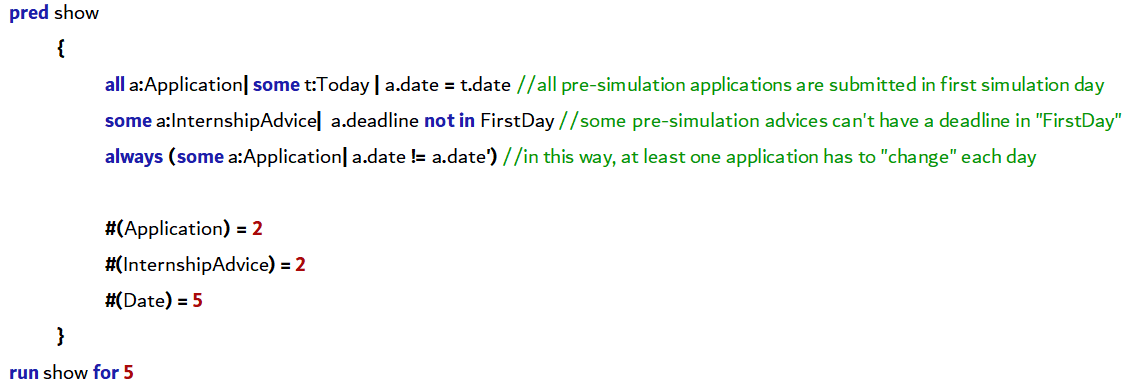 pred show
{
all a:Application| some t:Today | a.date = t.date //all pre-simulation applications are submitted in first simulation day
some a:InternshipAdvice| a.deadline not in FirstDay //some pre-simulation advices can't have a deadline in "FirstDay"
always (some a:Application| a.date != a.date') //in this way, at least one application has to "change" each day
#(Application) = 2
#(InternshipAdvice) = 2
#(Date) = 5
}
run show for 5